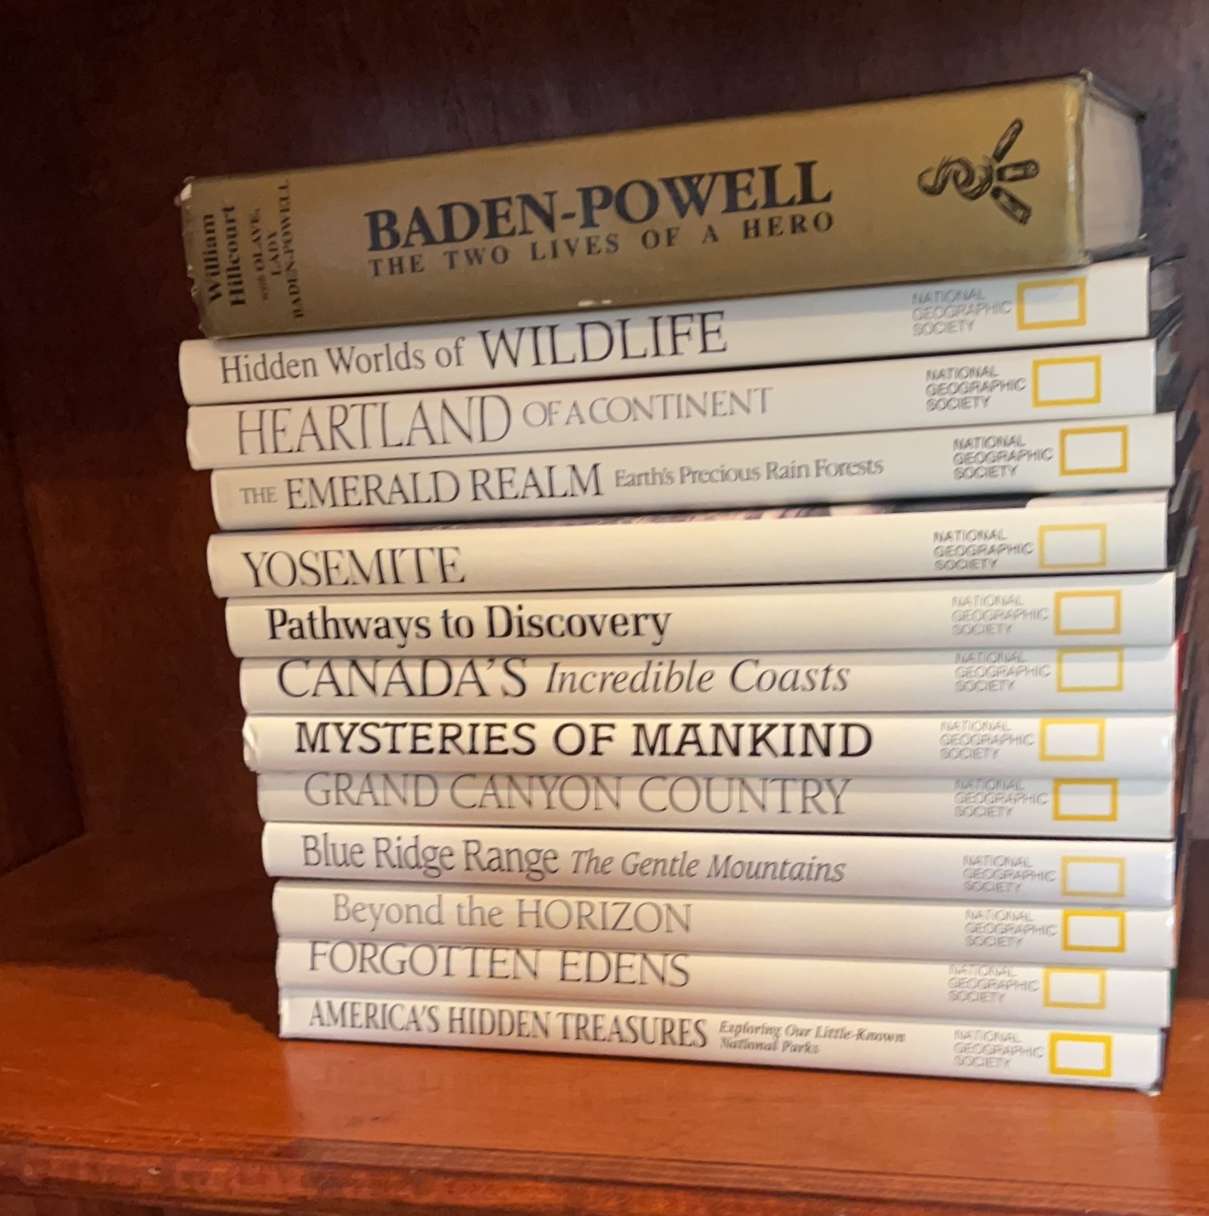 William
Hillcourt
with OLAVE,
LADY
BADEN-POWELL
BADEN-POWELL
THE TWO LIVES OF A HERO
Hidden Worlds of WILDLIFE
NATIONAL
GEOGRAPHIC
SOCIETY
HEARTLAND OF A CONTINENT
NATIONAL
GEOGRAPHIC
SOCIETY
THE EMERALD REALM Earth's Precious Rain Forests
NATIONAL
GEOGRAPHIC
SOCIETY
YOSEMITE
NATIONAL
GEOGRAPHIC
SOCIETY
Pathways to Discovery
NATIONAL
GEOGRAPHIC
SOCIETY
CANADA'S Incredible Coasts
NATIONAL
GEOGRAPHIC
SOCIETY
MYSTERIES OF MANKIND
NATIONAL
GEOGRAPHIC
SOCIETY
GRAND CANYON COUNTRY
NATIONAL
GEOGRAPHIC
SOCIETY
Blue Ridge Range The Gentle Mountains
NATIONAL
GEOGRAPHIC
SOCIETY
Beyond the HORIZON
NATIONAL
GEOGRAPHIC
SOCIETY
FORGOTTEN EDENS
NATIONAL
GEOGRAPHIC
SOCIETY
AMERICA'S HIDDEN TREASURES Exploring Our Little-Known
National Parks
NATIONAL
GEOGRAPHIC
SOCIETY